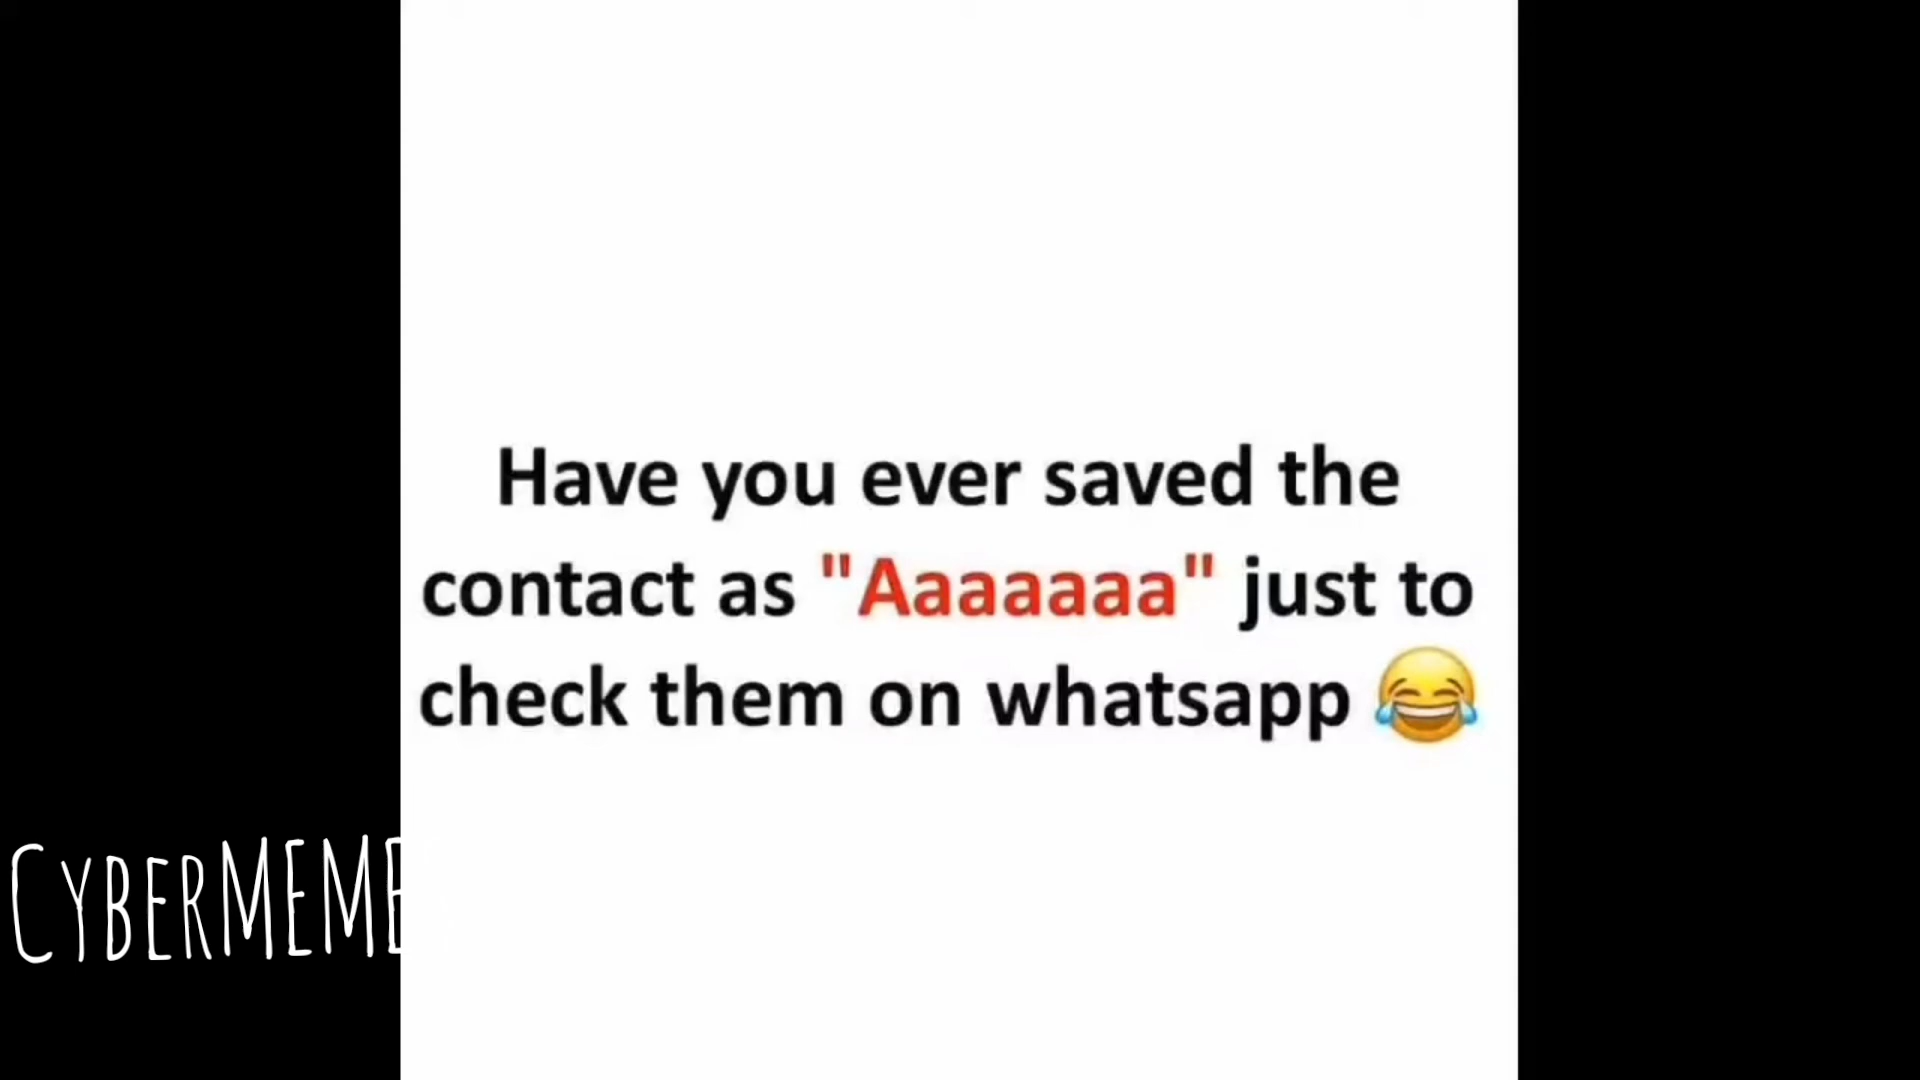 Have you ever saved the
contact as "Aaaaaaa" just to
check them on whatsapp 😂
CYBERMEME